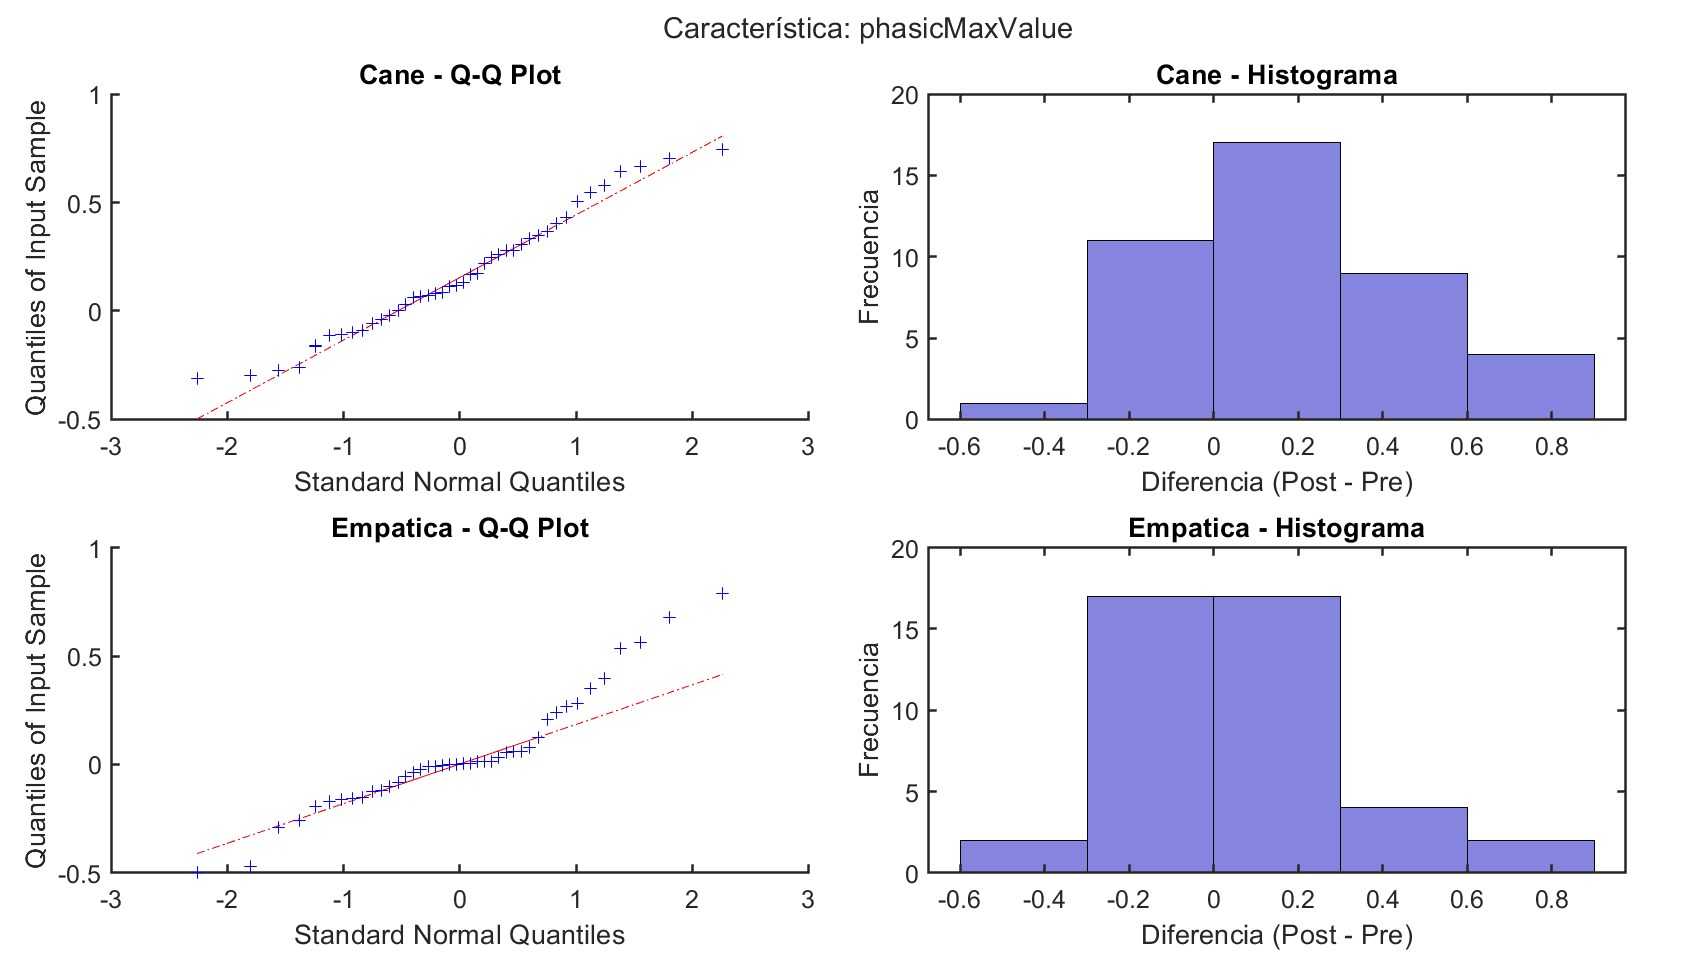 Característica: phasicMaxValue
Cane - Q-Q Plot
Quantiles of Input Sample
1
0.5
0
-0.5
-3 -2 -1 0 1 2 3
Standard Normal Quantiles
Cane - Histograma
Frecuencia
20
15
10
5
0
-0.6 -0.4 -0.2 0 0.2 0.4 0.6 0.8
Diferencia (Post - Pre)
Empatica - Q-Q Plot
Quantiles of Input Sample
1
0.5
0
-0.5
-3 -2 -1 0 1 2 3
Standard Normal Quantiles
Empatica - Histograma
Frecuencia
20
15
10
5
0
-0.6 -0.4 -0.2 0 0.2 0.4 0.6 0.8
Diferencia (Post - Pre)